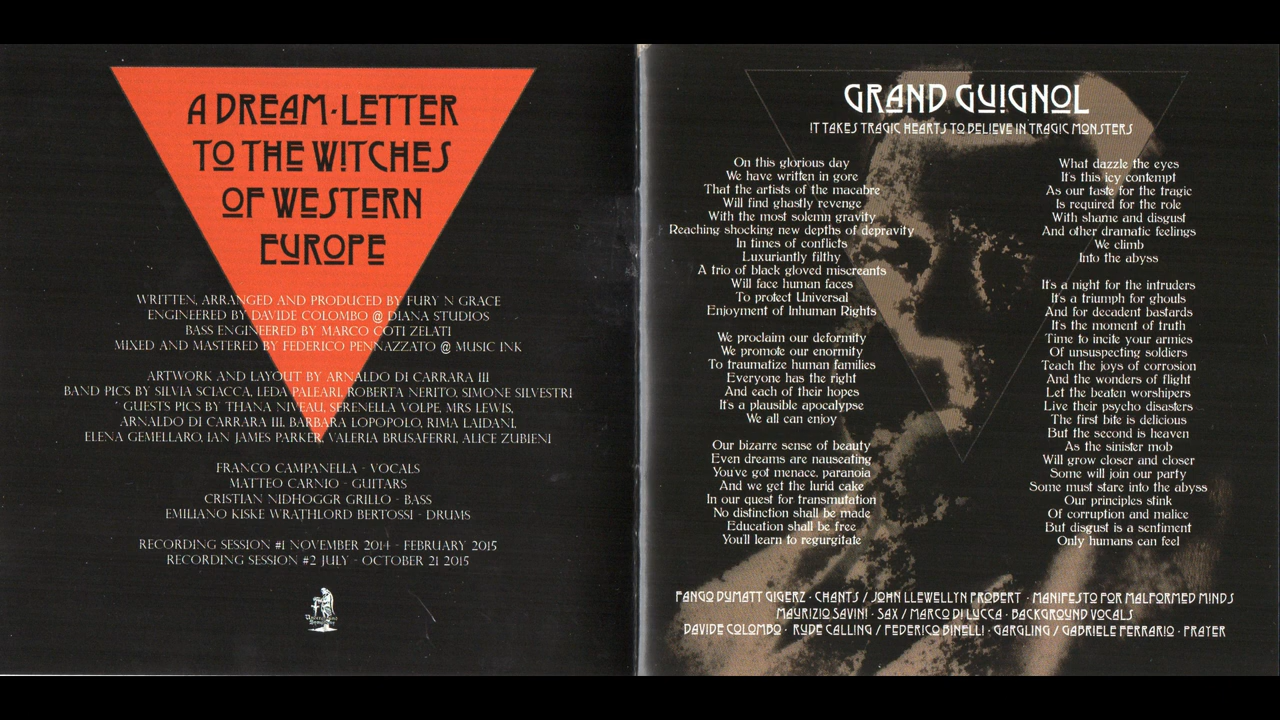 A DREAM-LETTER
TO THE WITCHES
OF WESTERN
EUROPE
WRITTEN, ARRANGED AND PRODUCED BY FURY N GRACE
ENGINEERED BY DAVIDE COLOMBO @ DIANA STUDIOS
BASS ENGINEERED BY MARCO COTI ZELATI
MIXED AND MASTERED BY FEDERICO PENNAZZATO @ MUSIC INK
ARTWORK AND LAYOUT BY ARNALDO DI CARRARA III
BAND PICS BY SILVIA SCIACCA, LEDA PALEARI, ROBERTA NERITO, SIMONE SILVESTRI
GUESTS PICS BY THANA NIVEAU, SERENELLA VOLPE, MRS LEWIS,
ARNALDO DI CARRARA III, BARBARA LOPOPOLO, RIMA LAIDANI,
ELENA GEMELLARO, IAN JAMES PARKER, VALERIA BRUSAFERRI, ALICE ZUBIENI
FRANCO CAMPANELLA - VOCALS
MATTEO CARNIO - GUITARS
CRISTIAN NIDHOGGR GRILLO - BASS
EMILIANO KISKE WRATHLORD BERTOSSI - DRUMS
RECORDING SESSION #1 NOVEMBER 2014 - FEBRUARY 2015
RECORDING SESSION #2 JULY - OCTOBER 21 2015
Underground
Symphony
GRAND GUIGNOL
IT TAKES TRAGIC HEARTS TO BELIEVE IN TRAGIC MONSTERS
On this glorious day
We have written in gore
That the artists of the macabre
Will find ghastly revenge
With the most solemn gravity
Reaching shocking new depths of depravity
In times of conflicts
Luxuriantly filthy
A trio of black gloved miscreants
Will face human faces
To protect Universal
Enjoyment of Inhuman Rights
We proclaim our deformity
We promote our enormity
To traumatize human families
Everyone has the right
And each of their hopes
It's a plausible apocalypse
We all can enjoy
Our bizarre sense of beauty
Even dreams are nauseating
You've got menace, paranoia
And we get the lurid cake
In our quest for transmutation
No distinction shall be made
Education shall be free
You'll learn to regurgitate
What dazzle the eyes
It's this icy contempt
As our taste for the tragic
Is required for the role
With shame and disgust
And other dramatic feelings
We climb
Into the abyss
It's a night for the intruders
It's a triumph for ghouls
And for decadent bastards
It's the moment of truth
Time to incite your armies
Of unsuspecting soldiers
Teach the joys of corrosion
And the wonders of flight
Let the beaten worshipers
Live their psycho disasters
The first bite is delicious
But the second is heaven
As the sinister mob
Will grow closer and closer
Some will join our party
Some must stare into the abyss
Our principles stink
Of corruption and malice
But disgust is a sentiment
Only humans can feel
FANGO DYMATT GIGERZ - CHANTS / JOHN LLEWELLYN PROBERT - MANIFESTO FOR MALFORMED MINDS
MAURIZIO SAVINI - SAX / MARCO DI LUCCA - BACKGROUND VOCALS
DAVIDE COLOMBO - RUDE CALLING / FEDERICO BINELLI - GARGLING / GABRIELE FERRARIO - PRAYER